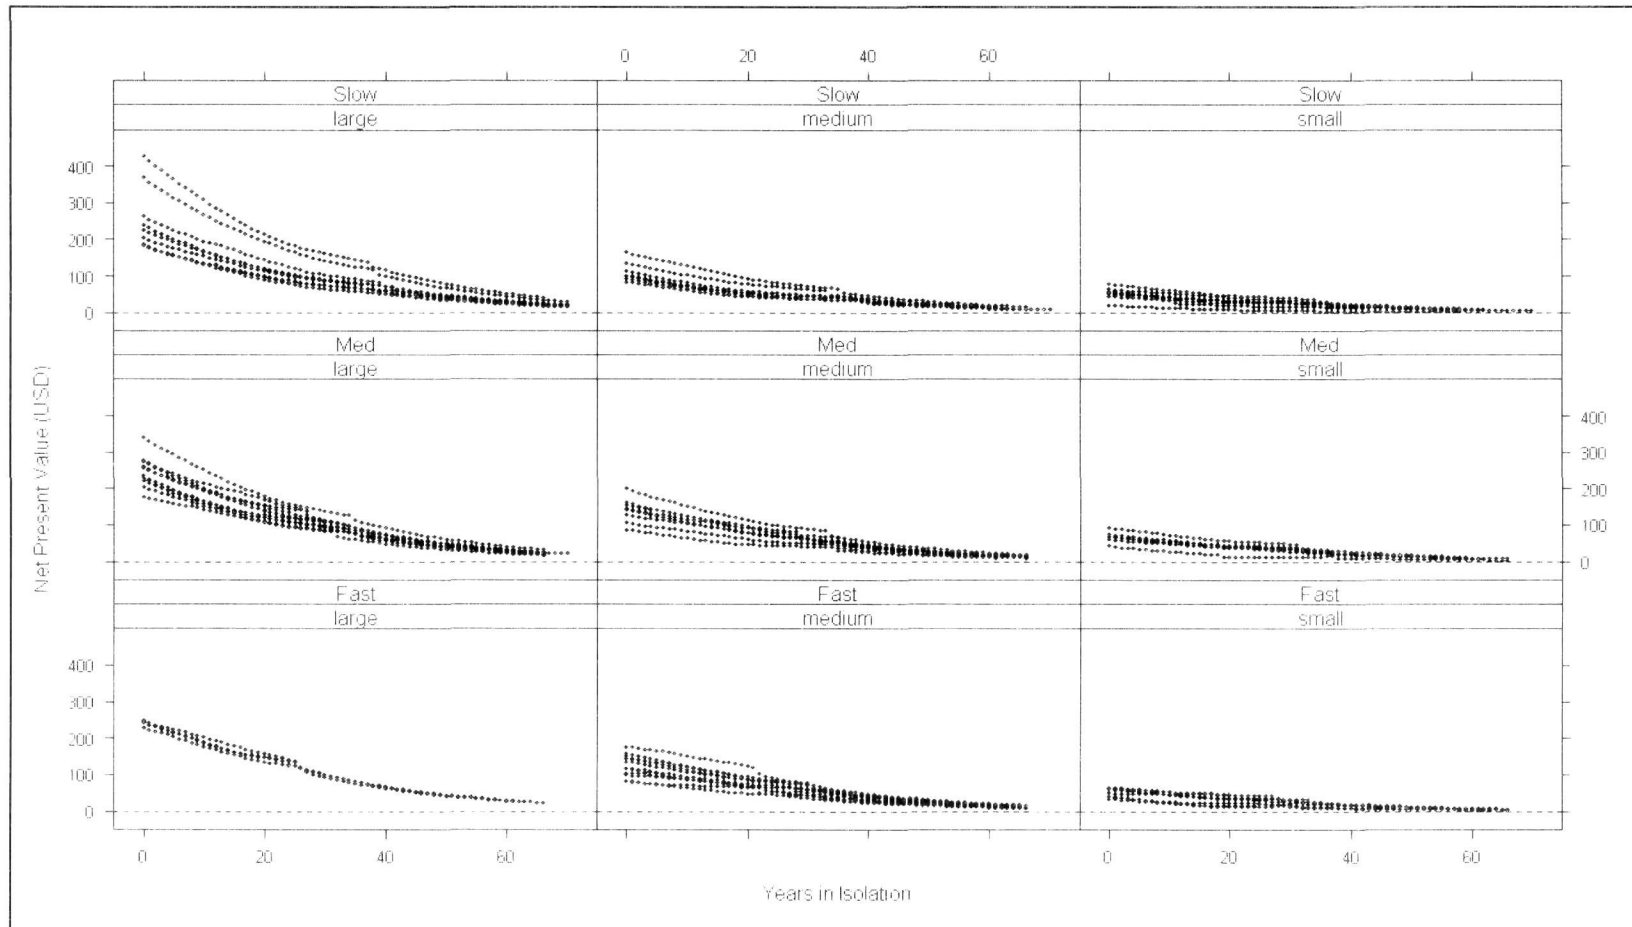 0 20 40 60
Slow Slow Slow
large medium small
400
300
200
100
0
Med Med Med
large medium small
400
300
200
100
0
Net Present Value (USD)
Fast Fast Fast
large medium small
400
300
200
100
0
0 20 40 60 0 20 40 60
Years in Isolation